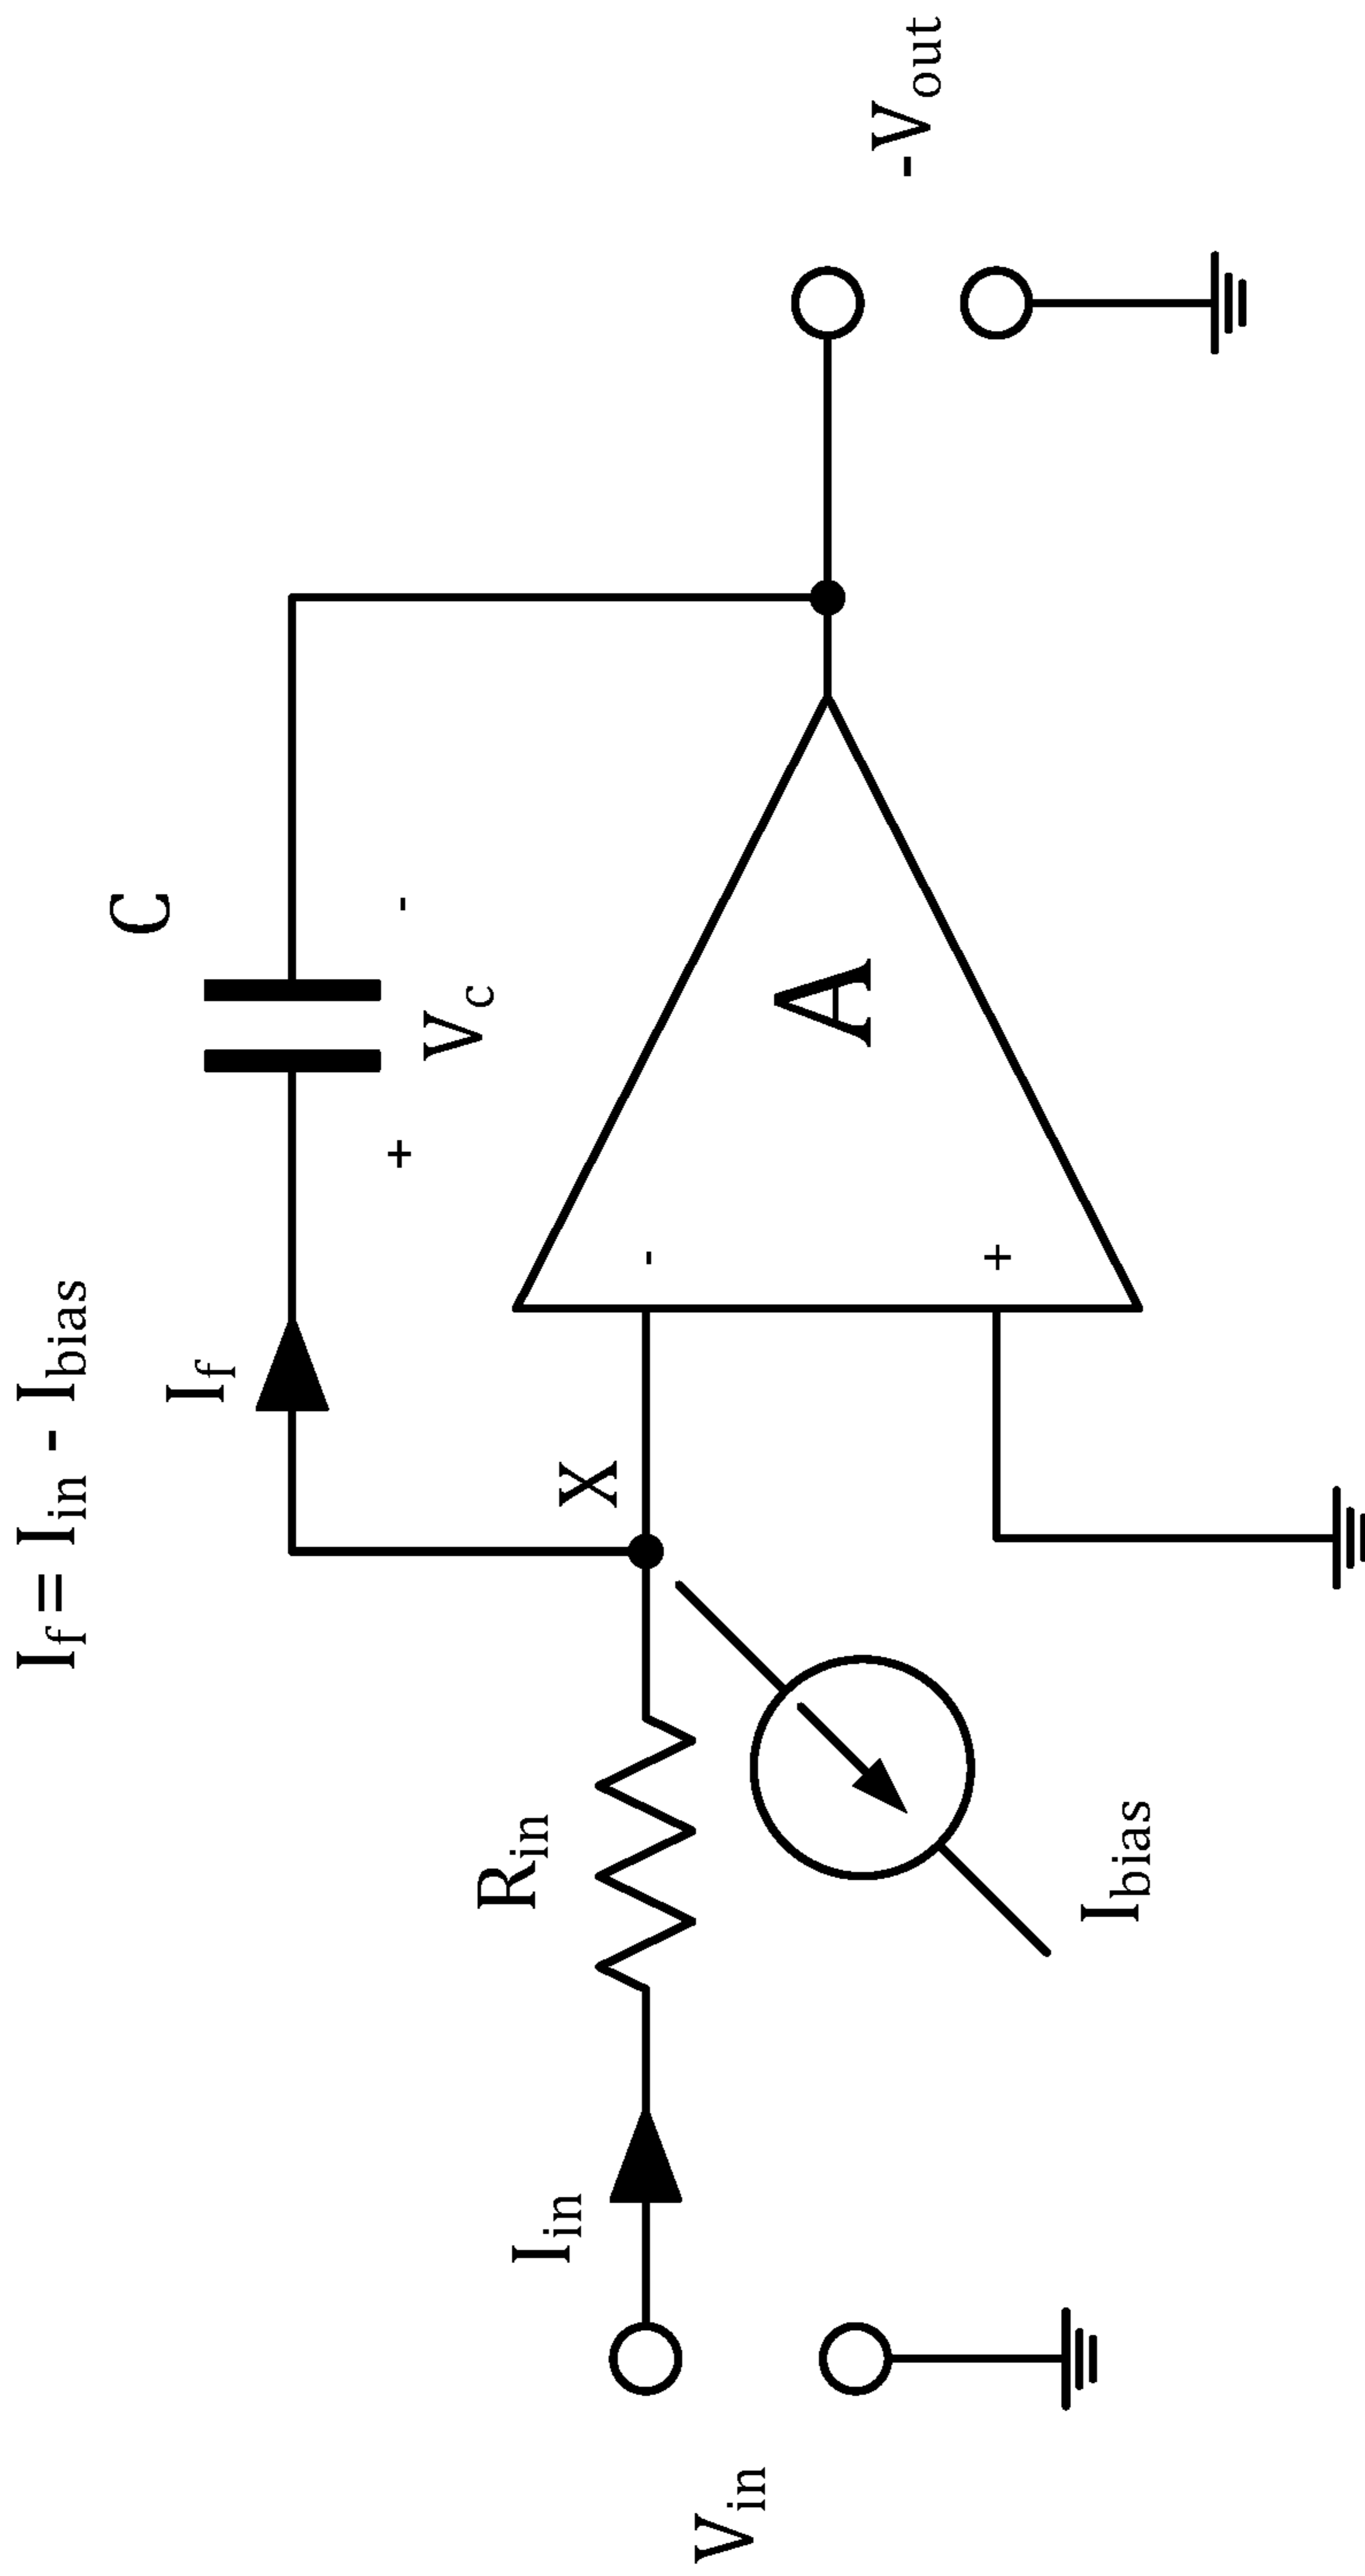 I_f = I_in - I_bias
I_f
C
+
-
V_c
X
R_in
I_in
-
A
+
V_in
I_bias
-V_out